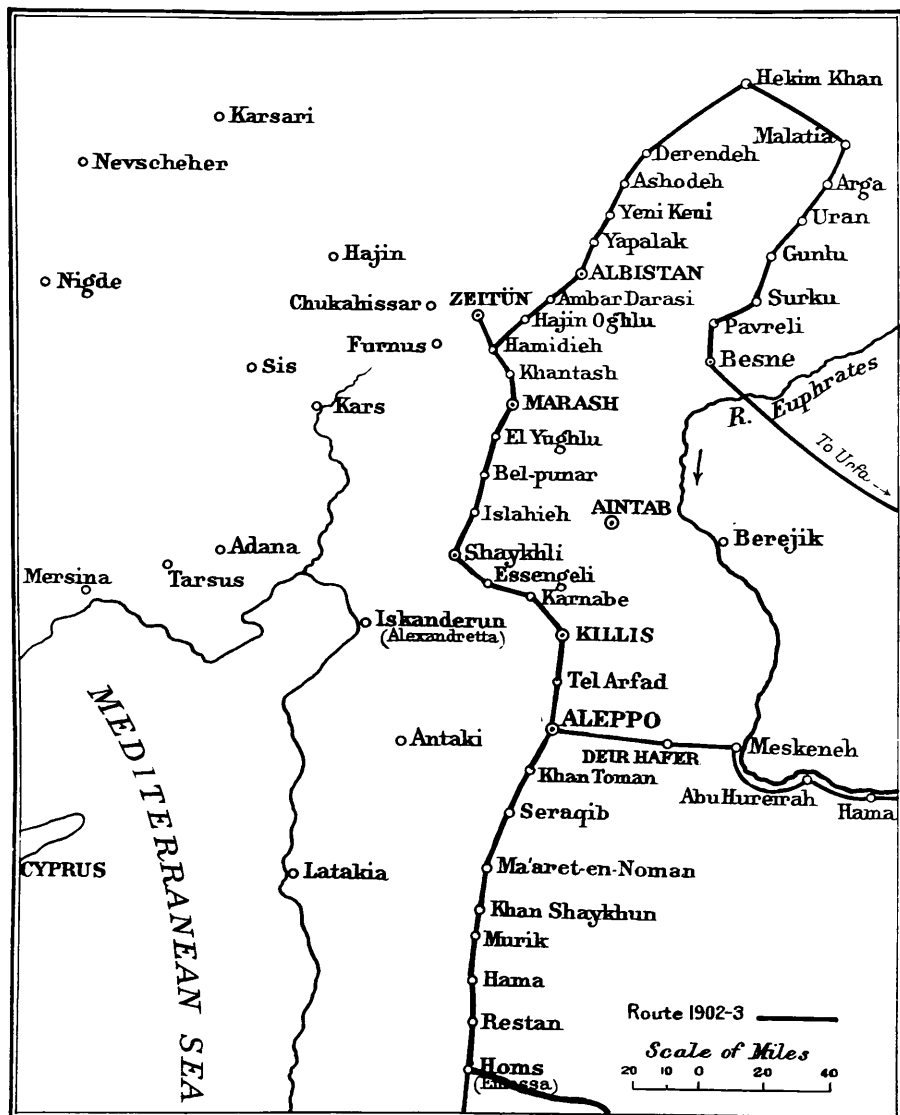 Hekim Khan
Karsari
Malatia
Nevscheher
Derendeh
Ashodeh
Arga
Yeni Keni
Uran
Yapalak
Hajin
Guntu
Nigde
ALBISTAN
ZEITÜN
Chukahissar
Ambar Darasi
Surku
Hajin Oghlu
Pavreli
Furnus
Hamidieh
Besne
Sis
Khantash
R. Euphrates
Kars
MARASH
El Yughlu
To Urfa
Bel-punar
Islahieh
AINTAB
Berejik
Adana
Shaykhli
Tarsus
Mersina
Essengeli
Karnabe
Iskanderun
(Alexandretta)
KILLIS
Tel Arfad
ALEPPO
Antaki
DEIR HAFER
Meskeneh
Khan Toman
Abu Hureirah
Hama
Seraqib
MEDITERRANEAN SEA
CYPRUS
Latakia
Ma'aret-en-Noman
Khan Shaykhun
Murik
Hama
Route 1902-3
Restan
Scale of Miles
Homs
(Emassa)
20 10 0 20 40